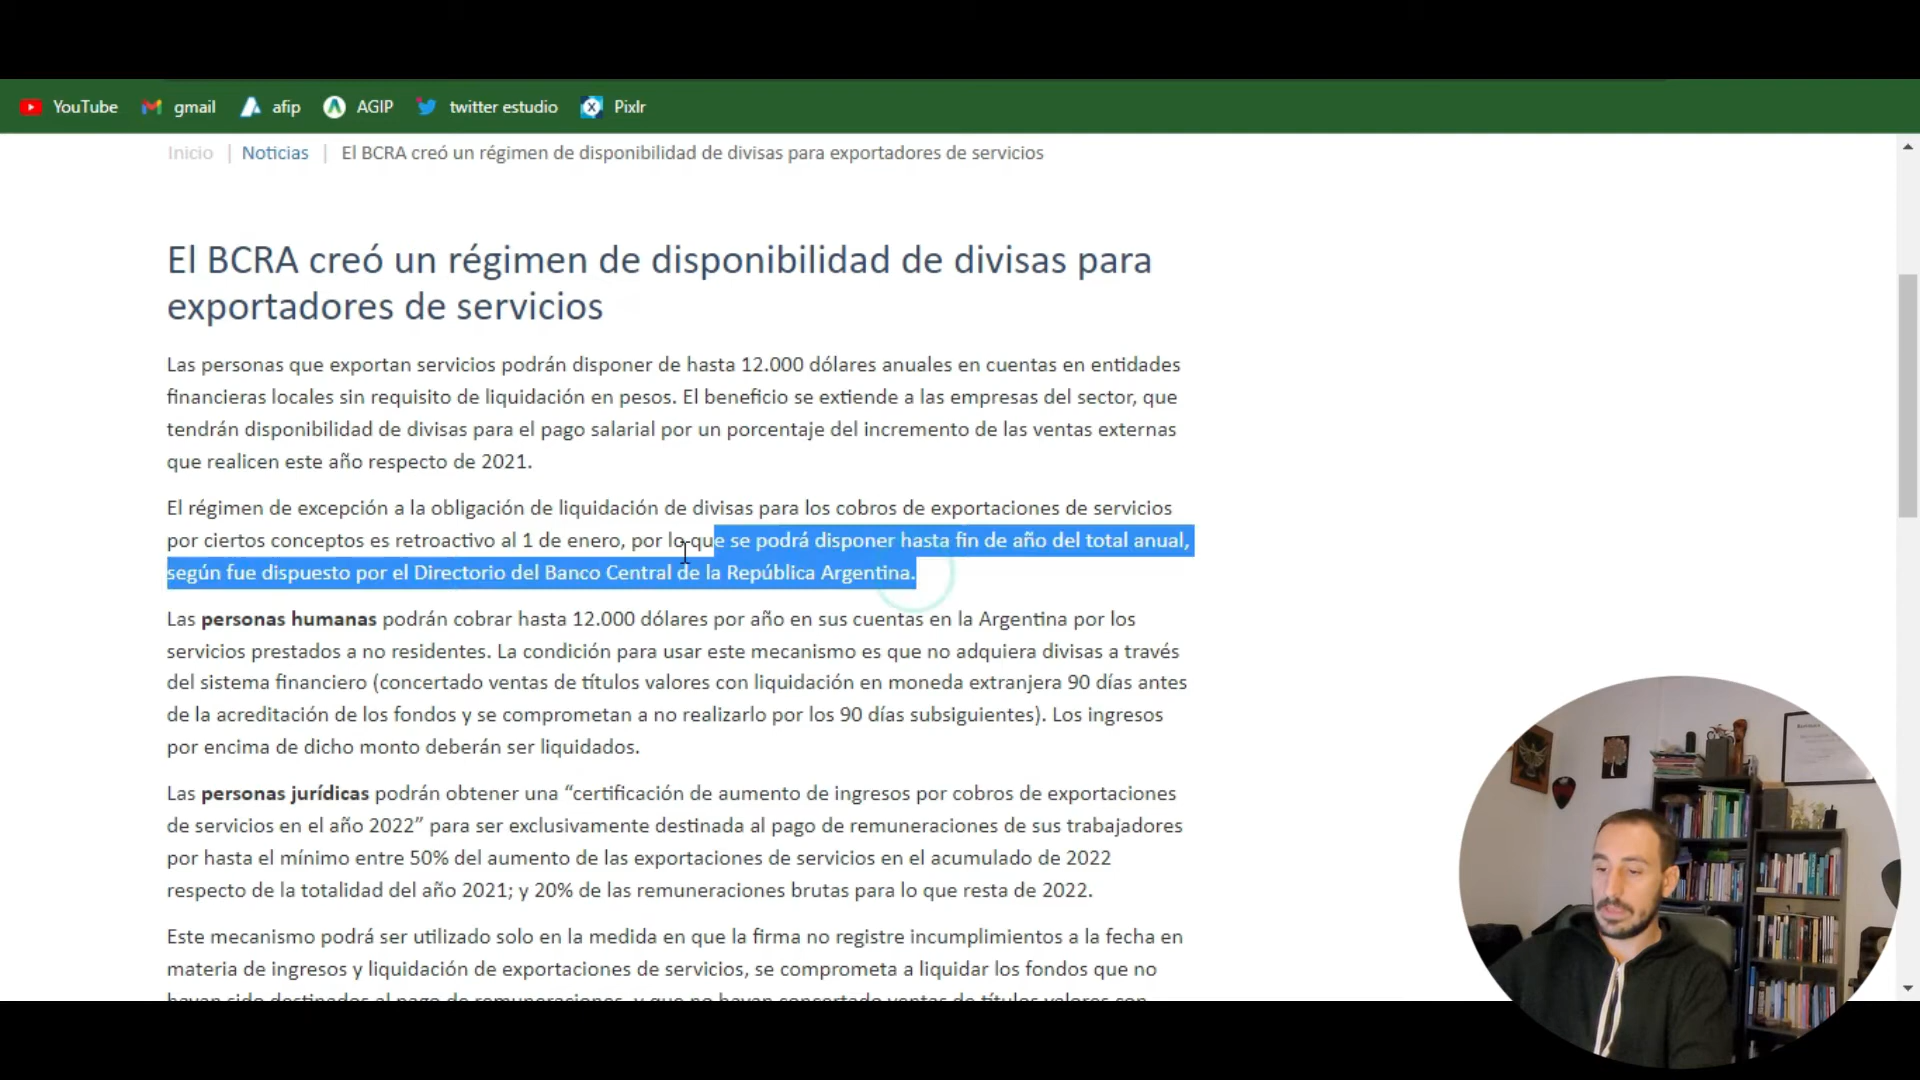 YouTube gmail afip AGIP twitter estudio Pixlr
Inicio | Noticias | El BCRA creó un régimen de disponibilidad de divisas para exportadores de servicios
El BCRA creó un régimen de disponibilidad de divisas para
exportadores de servicios
Las personas que exportan servicios podrán disponer de hasta 12.000 dólares anuales en cuentas en entidades
financieras locales sin requisito de liquidación en pesos. El beneficio se extiende a las empresas del sector, que
tendrán disponibilidad de divisas para el pago salarial por un porcentaje del incremento de las ventas externas
que realicen este año respecto de 2021.
El régimen de excepción a la obligación de liquidación de divisas para los cobros de exportaciones de servicios
por ciertos conceptos es retroactivo al 1 de enero, por lo que se podrá disponer hasta fin de año del total anual,
según fue dispuesto por el Directorio del Banco Central de la República Argentina.
Las personas humanas podrán cobrar hasta 12.000 dólares por año en sus cuentas en la Argentina por los
servicios prestados a no residentes. La condición para usar este mecanismo es que no adquiera divisas a través
del sistema financiero (concertado ventas de títulos valores con liquidación en moneda extranjera 90 días antes
de la acreditación de los fondos y se comprometan a no realizarlo por los 90 días subsiguientes). Los ingresos
por encima de dicho monto deberán ser liquidados.
Las personas jurídicas podrán obtener una “certificación de aumento de ingresos por cobros de exportaciones
de servicios en el año 2022” para ser exclusivamente destinada al pago de remuneraciones de sus trabajadores
por hasta el mínimo entre 50% del aumento de las exportaciones de servicios en el acumulado de 2022
respecto de la totalidad del año 2021; y 20% de las remuneraciones brutas para lo que resta de 2022.
Este mecanismo podrá ser utilizado solo en la medida en que la firma no registre incumplimientos a la fecha en
materia de ingresos y liquidación de exportaciones de servicios, se comprometa a liquidar los fondos que no
hayan sido destinados al pago de remuneraciones, y que no hayan concertado ventas de títulos valores con